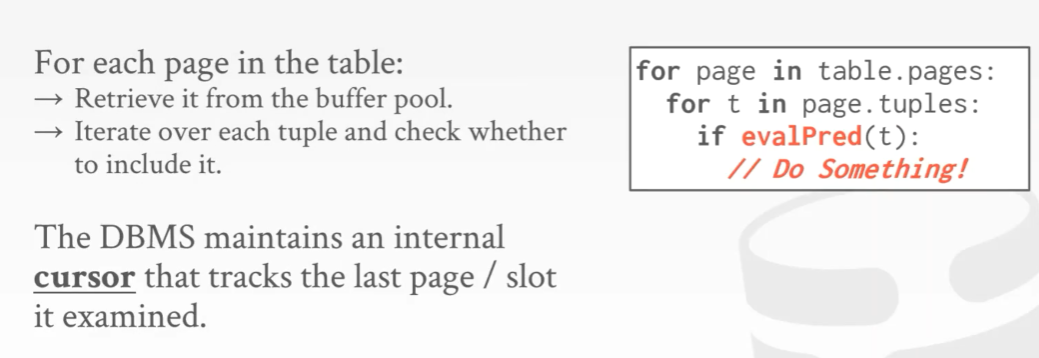 For each page in the table:
→ Retrieve it from the buffer pool.
→ Iterate over each tuple and check whether
to include it.
The DBMS maintains an internal
cursor that tracks the last page / slot
it examined.
for page in table.pages:
for t in page.tuples:
if evalPred(t):
// Do Something!